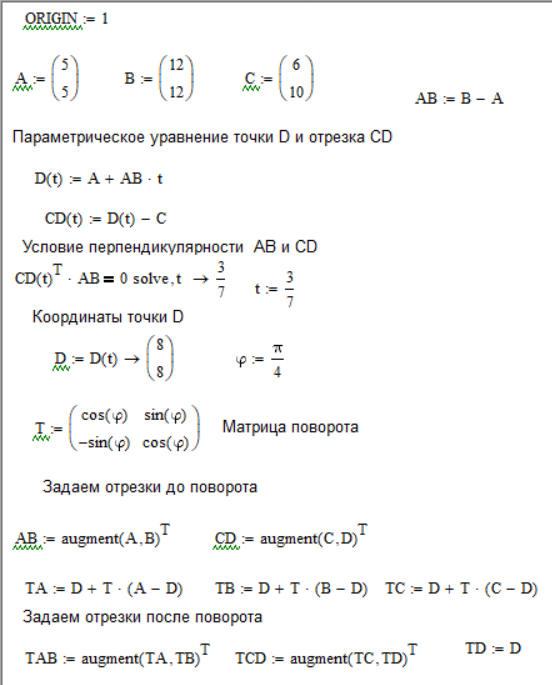 ORIGIN := 1
A := (5 5) B := (12 12) C := (6 10) AB := B − A
Параметрическое уравнение точки D и отрезка CD
D(t) := A + AB · t
CD(t) := D(t) − C
Условие перпендикулярности AB и CD
CD(t)^T · AB = 0 solve,t → 3/7 t := 3/7
Координаты точки D
D := D(t) → (8 8) φ := π/4
T := (cos(φ) sin(φ) −sin(φ) cos(φ)) Матрица поворота
Задаем отрезки до поворота
AB := augment(A,B)^T CD := augment(C,D)^T
TA := D + T · (A − D) TB := D + T · (B − D) TC := D + T · (C − D)
Задаем отрезки после поворота
TAB := augment(TA,TB)^T TCD := augment(TC,TD)^T TD := D